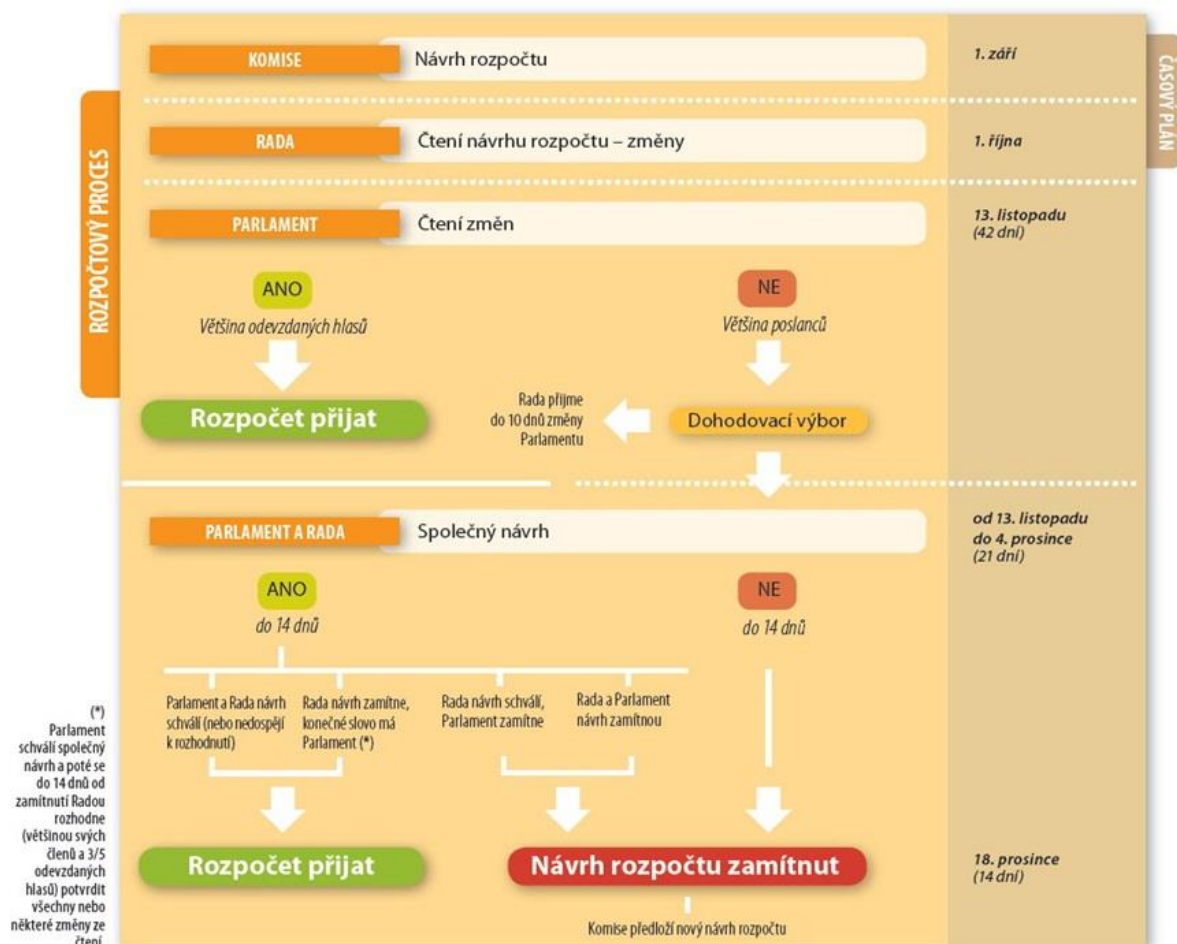 ROZPOČTOVÝ PROCES
ČASOVÝ PLÁN
KOMISE
Návrh rozpočtu
1. září
RADA
Čtení návrhu rozpočtu – změny
1. října
PARLAMENT
Čtení změn
13. listopadu
(42 dní)
ANO
Většina odevzdaných hlasů
NE
Většina poslanců
Rozpočet přijat
Rada přijme
do 10 dnů změny
Parlamentu
Dohodovací výbor
PARLAMENT A RADA
Společný návrh
od 13. listopadu
do 4. prosince
(21 dní)
ANO
do 14 dnů
NE
do 14 dnů
Parlament a Rada návrh
schválí (nebo nedospějí
k rozhodnutí)
Rada návrh zamítne,
konečné slovo má
Parlament (*)
Rada návrh schválí,
Parlament zamítne
Rada a Parlament
návrh zamítnou
Rozpočet přijat
Návrh rozpočtu zamítnut
18. prosince
(14 dní)
Komise předloží nový návrh rozpočtu
(*)
Parlament
schválí společný
návrh a poté se
do 14 dnů od
zamítnutí Radou
rozhodne
(většinou svých
členů a 3/5
odevzdaných
hlasů) potvrdit
všechny nebo
některé změny ze
čtení.